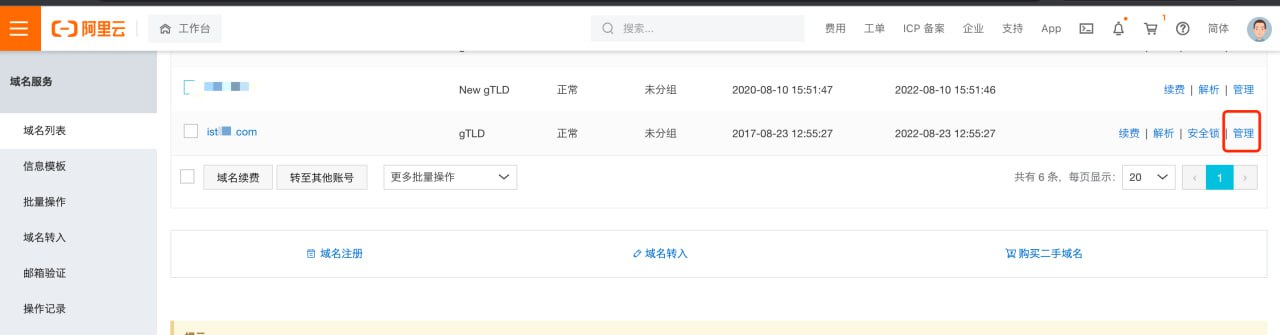 阿里云 工作台 搜索... 费用 工单 ICP 备案 企业 支持 App 1 简体
域名服务
New gTLD 正常 未分组 2020-08-10 15:51:47 2022-08-10 15:51:46 续费 | 解析 | 管理
域名列表
ist .com gTLD 正常 未分组 2017-08-23 12:55:27 2022-08-23 12:55:27 续费 | 解析 | 安全锁 | 管理
信息模板
域名续费 转至其他账号 更多批量操作 共有 6 条，每页显示： 20 ‹ 1 ›
批量操作
域名转入
域名注册 域名转入 购买二手域名
邮箱验证
操作记录